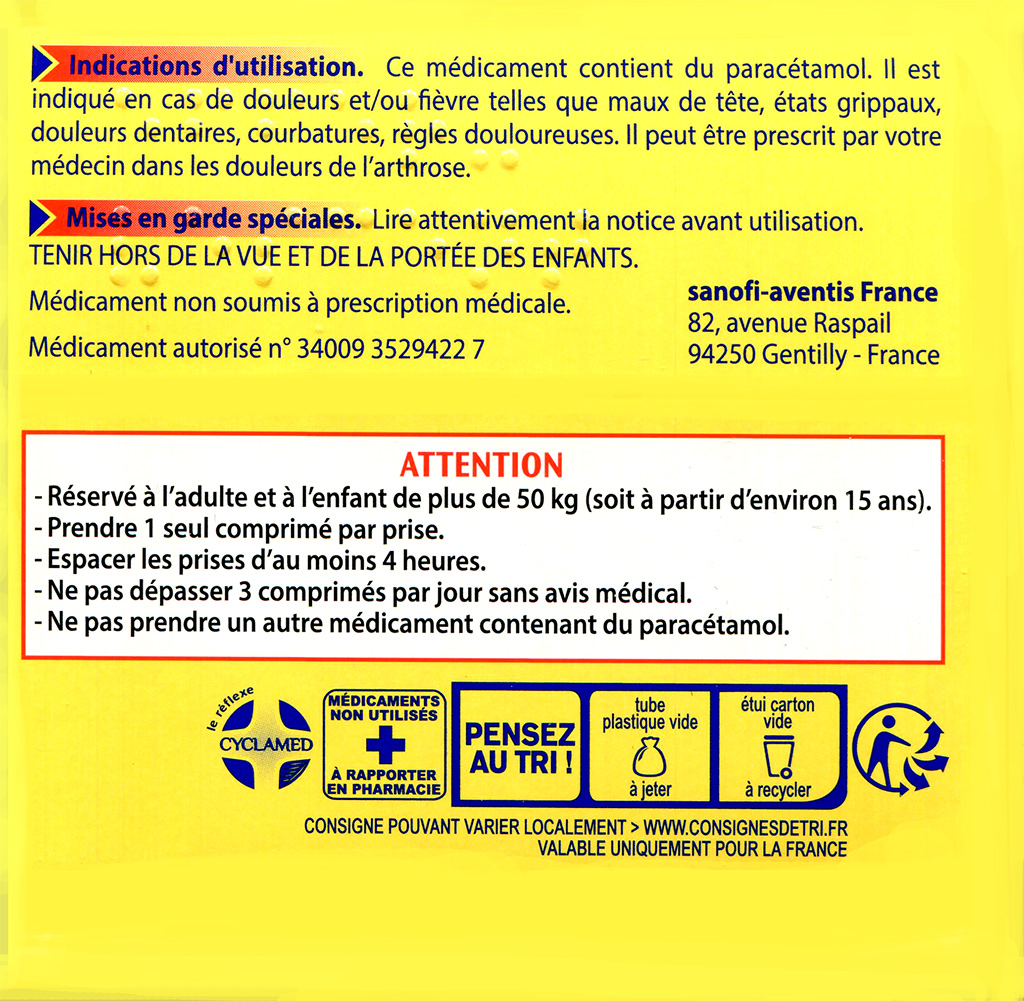 Indications d'utilisation. Ce médicament contient du paracétamol. Il est
indiqué en cas de douleurs et/ou fièvre telles que maux de tête, états grippaux,
douleurs dentaires, courbatures, règles douloureuses. Il peut être prescrit par votre
médecin dans les douleurs de l'arthrose.
Mises en garde spéciales. Lire attentivement la notice avant utilisation.
TENIR HORS DE LA VUE ET DE LA PORTÉE DES ENFANTS.
Médicament non soumis à prescription médicale.
Médicament autorisé n° 34009 3529422 7
sanofi-aventis France
82, avenue Raspail
94250 Gentilly - France
ATTENTION
- Réservé à l'adulte et à l'enfant de plus de 50 kg (soit à partir d'environ 15 ans).
- Prendre 1 seul comprimé par prise.
- Espacer les prises d'au moins 4 heures.
- Ne pas dépasser 3 comprimés par jour sans avis médical.
- Ne pas prendre un autre médicament contenant du paracétamol.
le réflexe
CYCLAMED
MÉDICAMENTS
NON UTILISÉS
À RAPPORTER
EN PHARMACIE
PENSEZ
AU TRI !
tube
plastique vide
à jeter
étui carton
vide
à recycler
CONSIGNE POUVANT VARIER LOCALEMENT > WWW.CONSIGNESDETRI.FR
VALABLE UNIQUEMENT POUR LA FRANCE